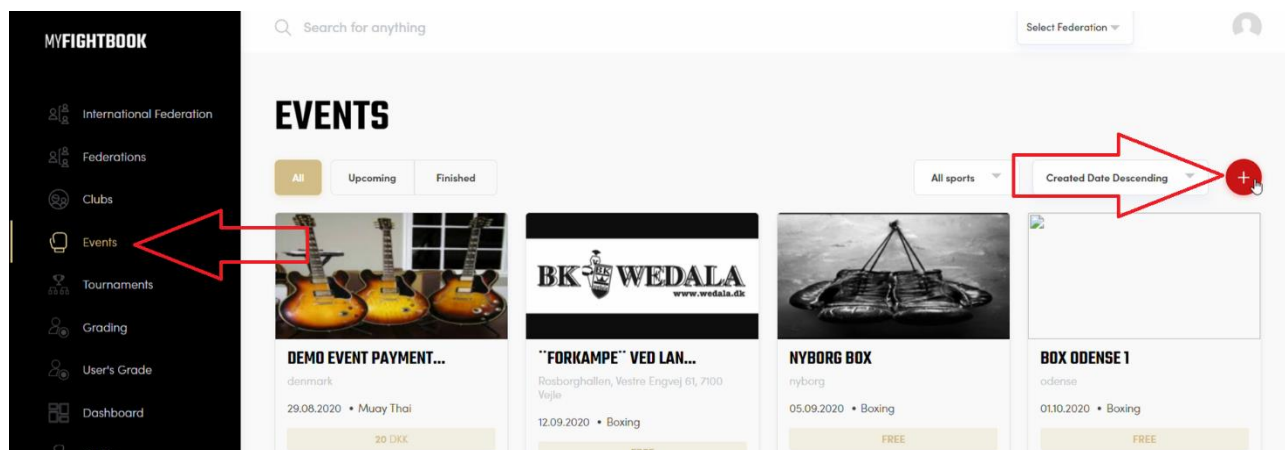 MYFIGHTBOOK
Search for anything
Select Federation
International Federation
Federations
Clubs
Events
Tournaments
Grading
User's Grade
Dashboard
EVENTS
All
Upcoming
Finished
All sports
Created Date Descending
+
DEMO EVENT PAYMENT...
denmark
29.08.2020 • Muay Thai
20 DKK
BK WEDALA
www.wedala.dk
¨FORKAMPE¨ VED LAN...
Rosborghallen, Vestre Engvej 61, 7100
Vejle
12.09.2020 • Boxing
NYBORG BOX
nyborg
05.09.2020 • Boxing
FREE
BOX ODENSE 1
odense
01.10.2020 • Boxing
FREE